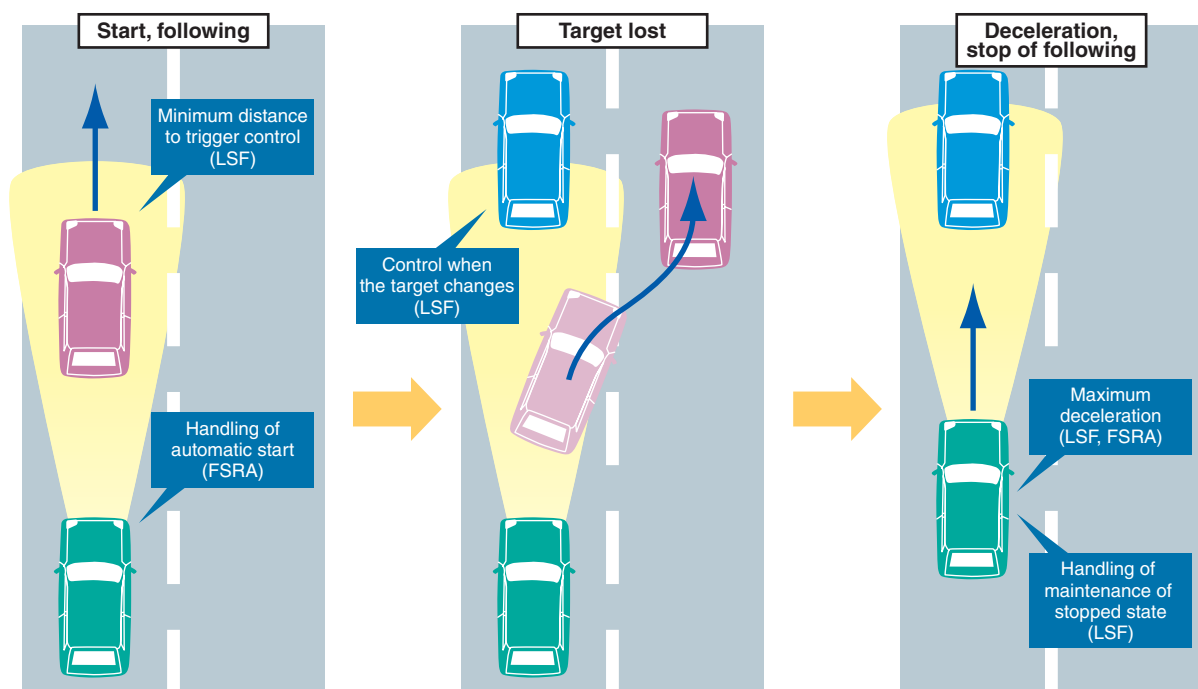 Start, following
Minimum distance
to trigger control
(LSF)
Handling of
automatic start
(FSRA)
Target lost
Control when
the target changes
(LSF)
Deceleration,
stop of following
Maximum
deceleration
(LSF, FSRA)
Handling of
maintenance of
stopped state
(LSF)